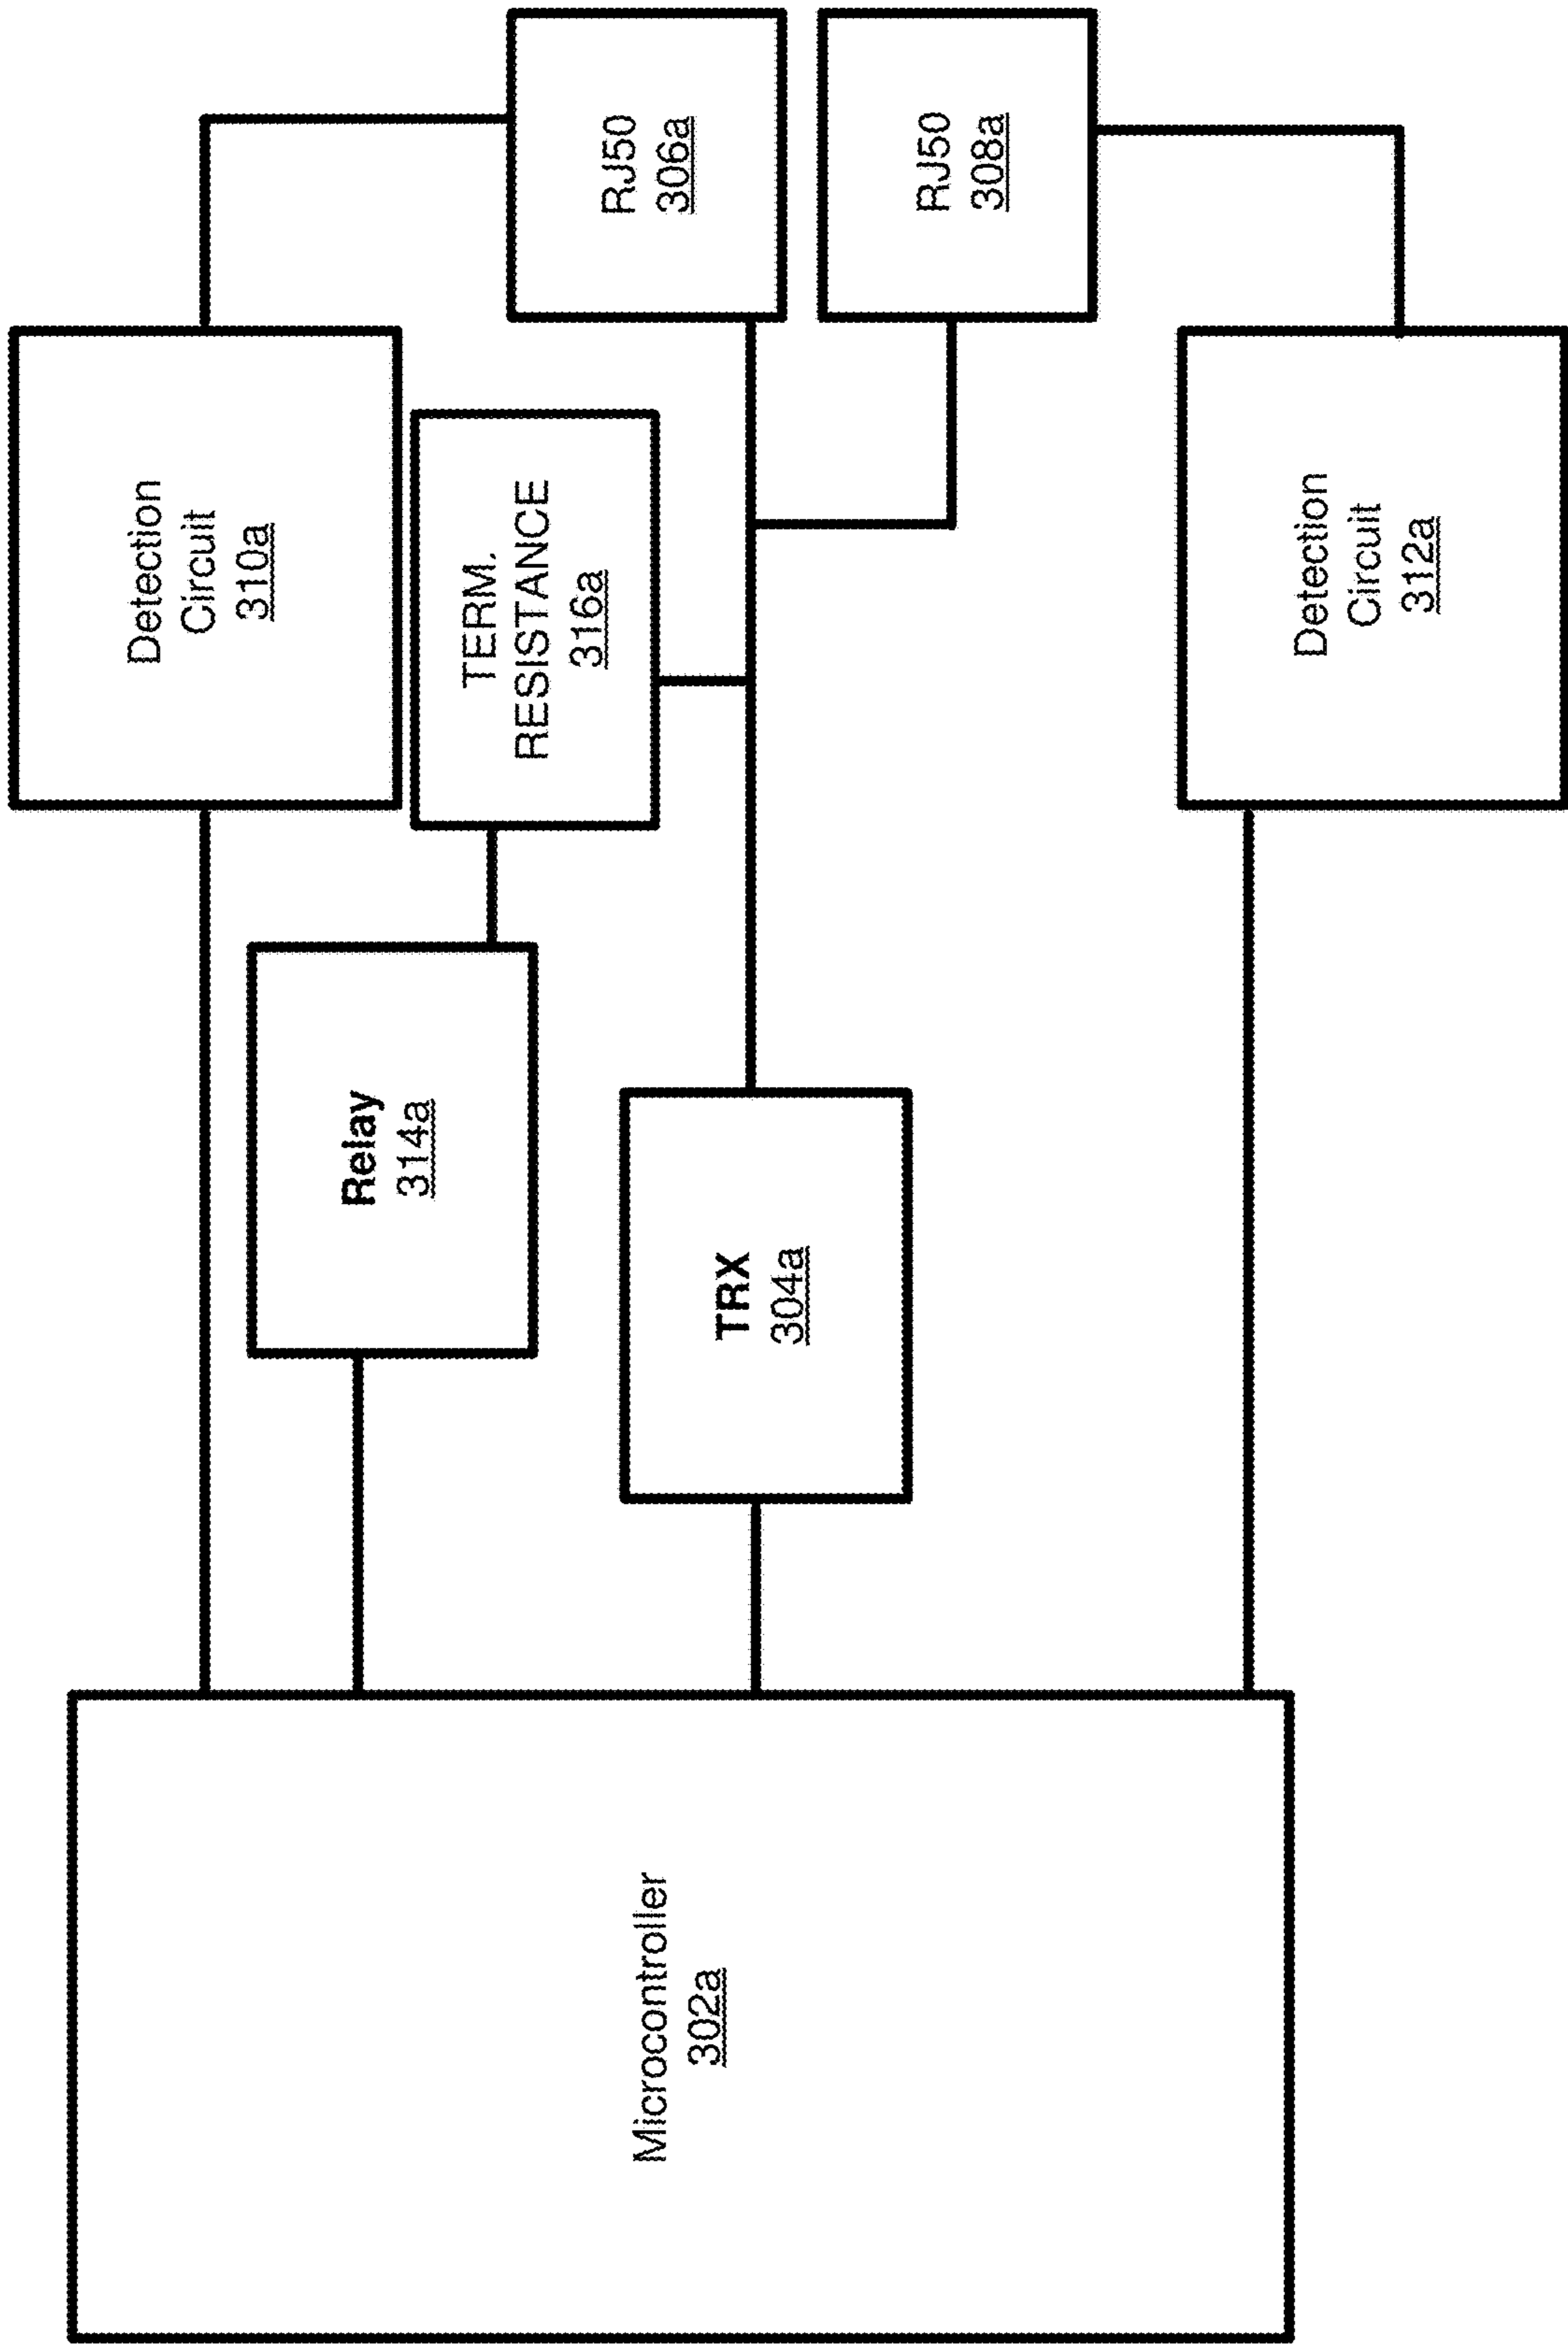 Microcontroller
302a
Detection
Circuit
310a
Relay
314a
TERM.
RESISTANCE
316a
TRX
304a
RJ50
306a
RJ50
308a
Detection
Circuit
312a